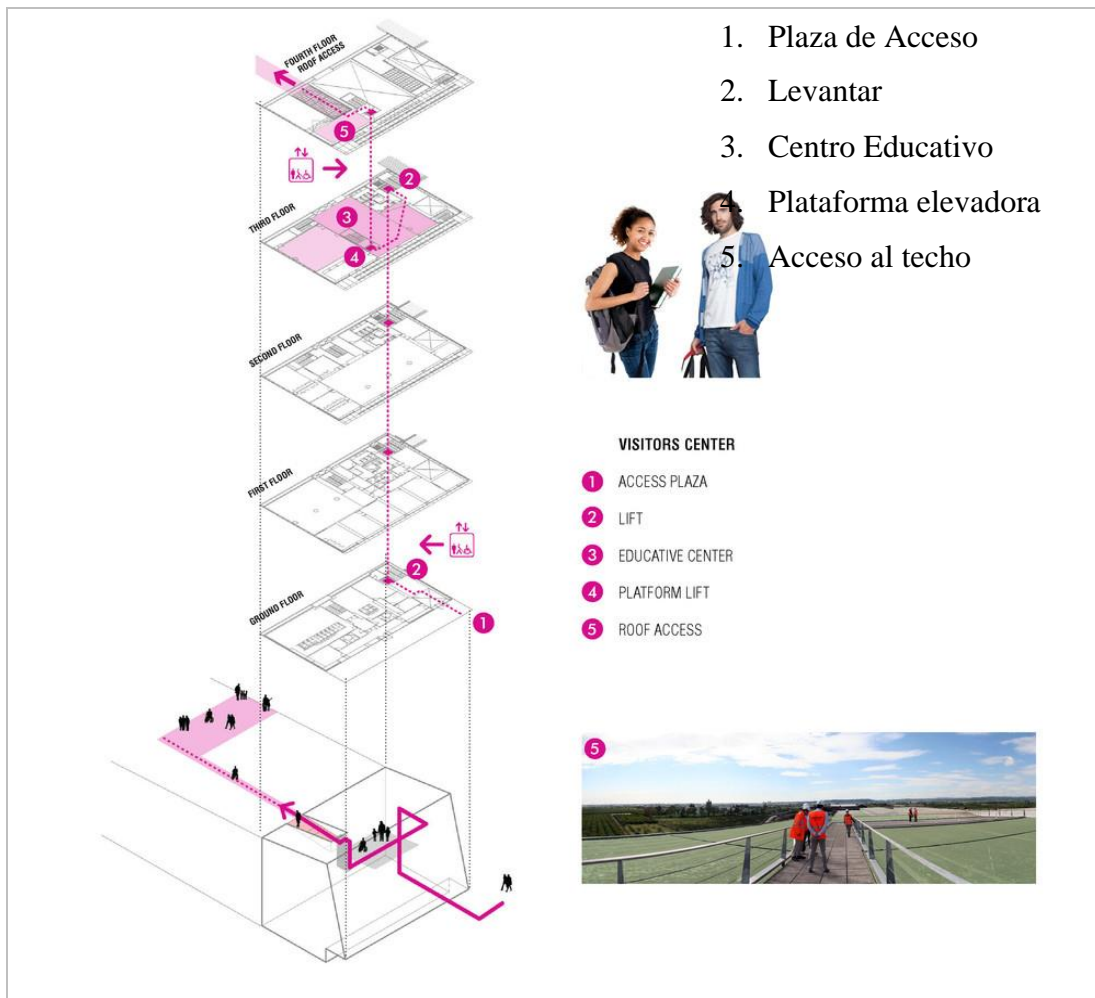 1. Plaza de Acceso
2. Levantar
3. Centro Educativo
4. Plataforma elevadora
5. Acceso al techo
FOURTH FLOOR
ROOF ACCESS
5
2
THIRD FLOOR
3
4
SECOND FLOOR
FIRST FLOOR
2
GROUND FLOOR
1
VISITORS CENTER
1 ACCESS PLAZA
2 LIFT
3 EDUCATIVE CENTER
4 PLATFORM LIFT
5 ROOF ACCESS
5